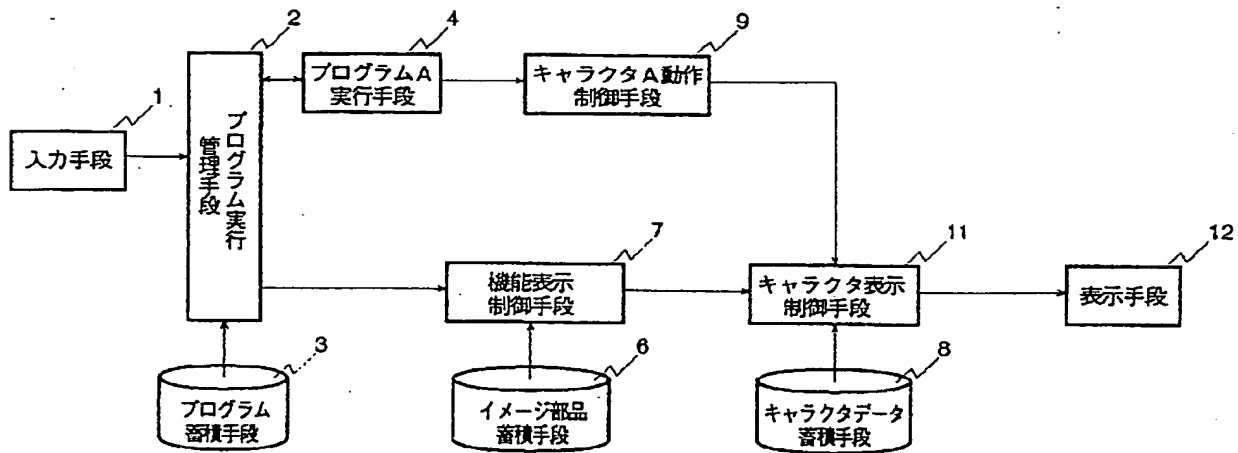 2
4
9
プログラムA
実行手段
キャラクタA動作
制御手段
1
入力手段
プログラム実行
管理手段
7
11
12
機能表示
制御手段
キャラクタ表示
制御手段
表示手段
3
6
8
プログラム
蓄積手段
イメージ部品
蓄積手段
キャラクタデータ
蓄積手段